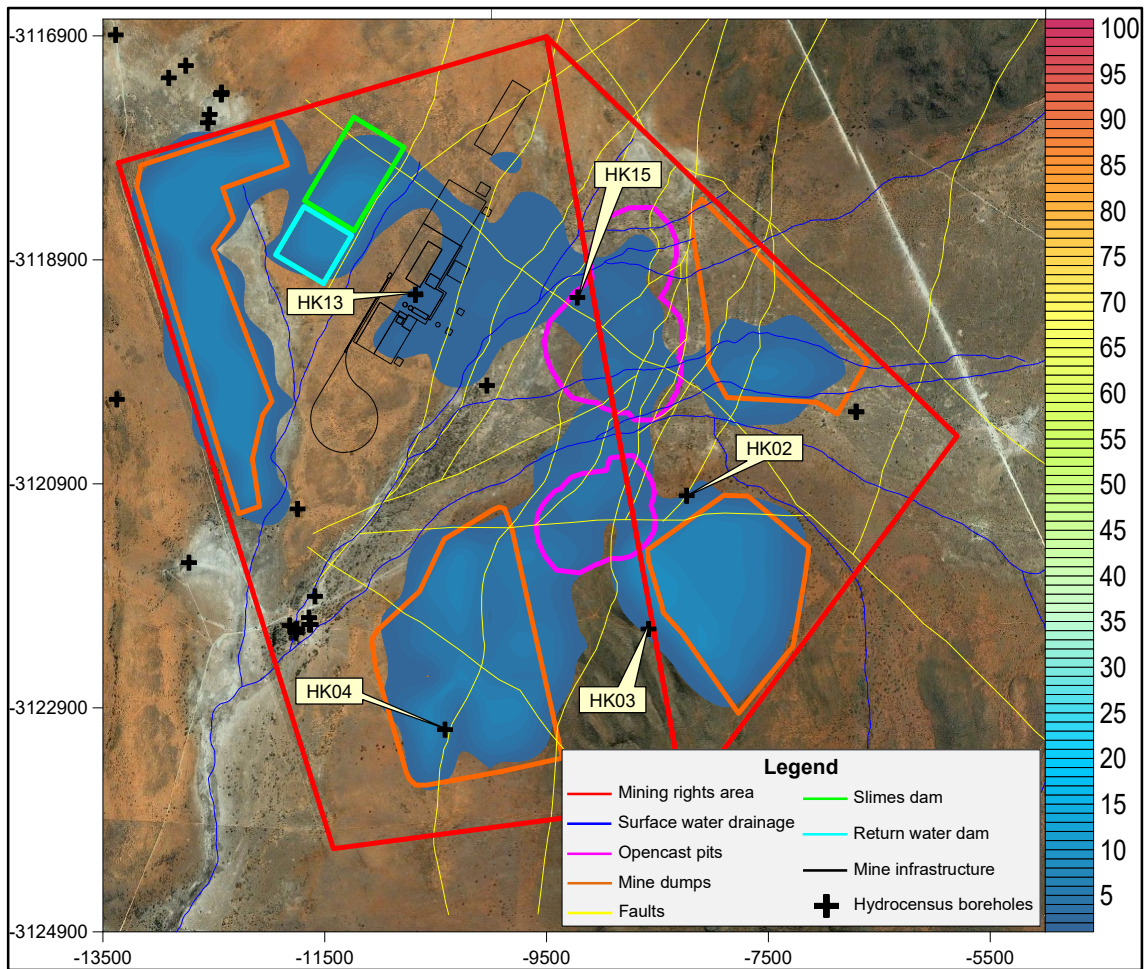 -3116900
-3118900
-3120900
-3122900
-3124900
-13500
-11500
-9500
-7500
-5500
HK15
HK13
HK02
HK04
HK03
Legend
Mining rights area
Surface water drainage
Opencast pits
Mine dumps
Faults
Slimes dam
Return water dam
Mine infrastructure
Hydrocensus boreholes
100
95
90
85
80
75
70
65
60
55
50
45
40
35
30
25
20
15
10
5